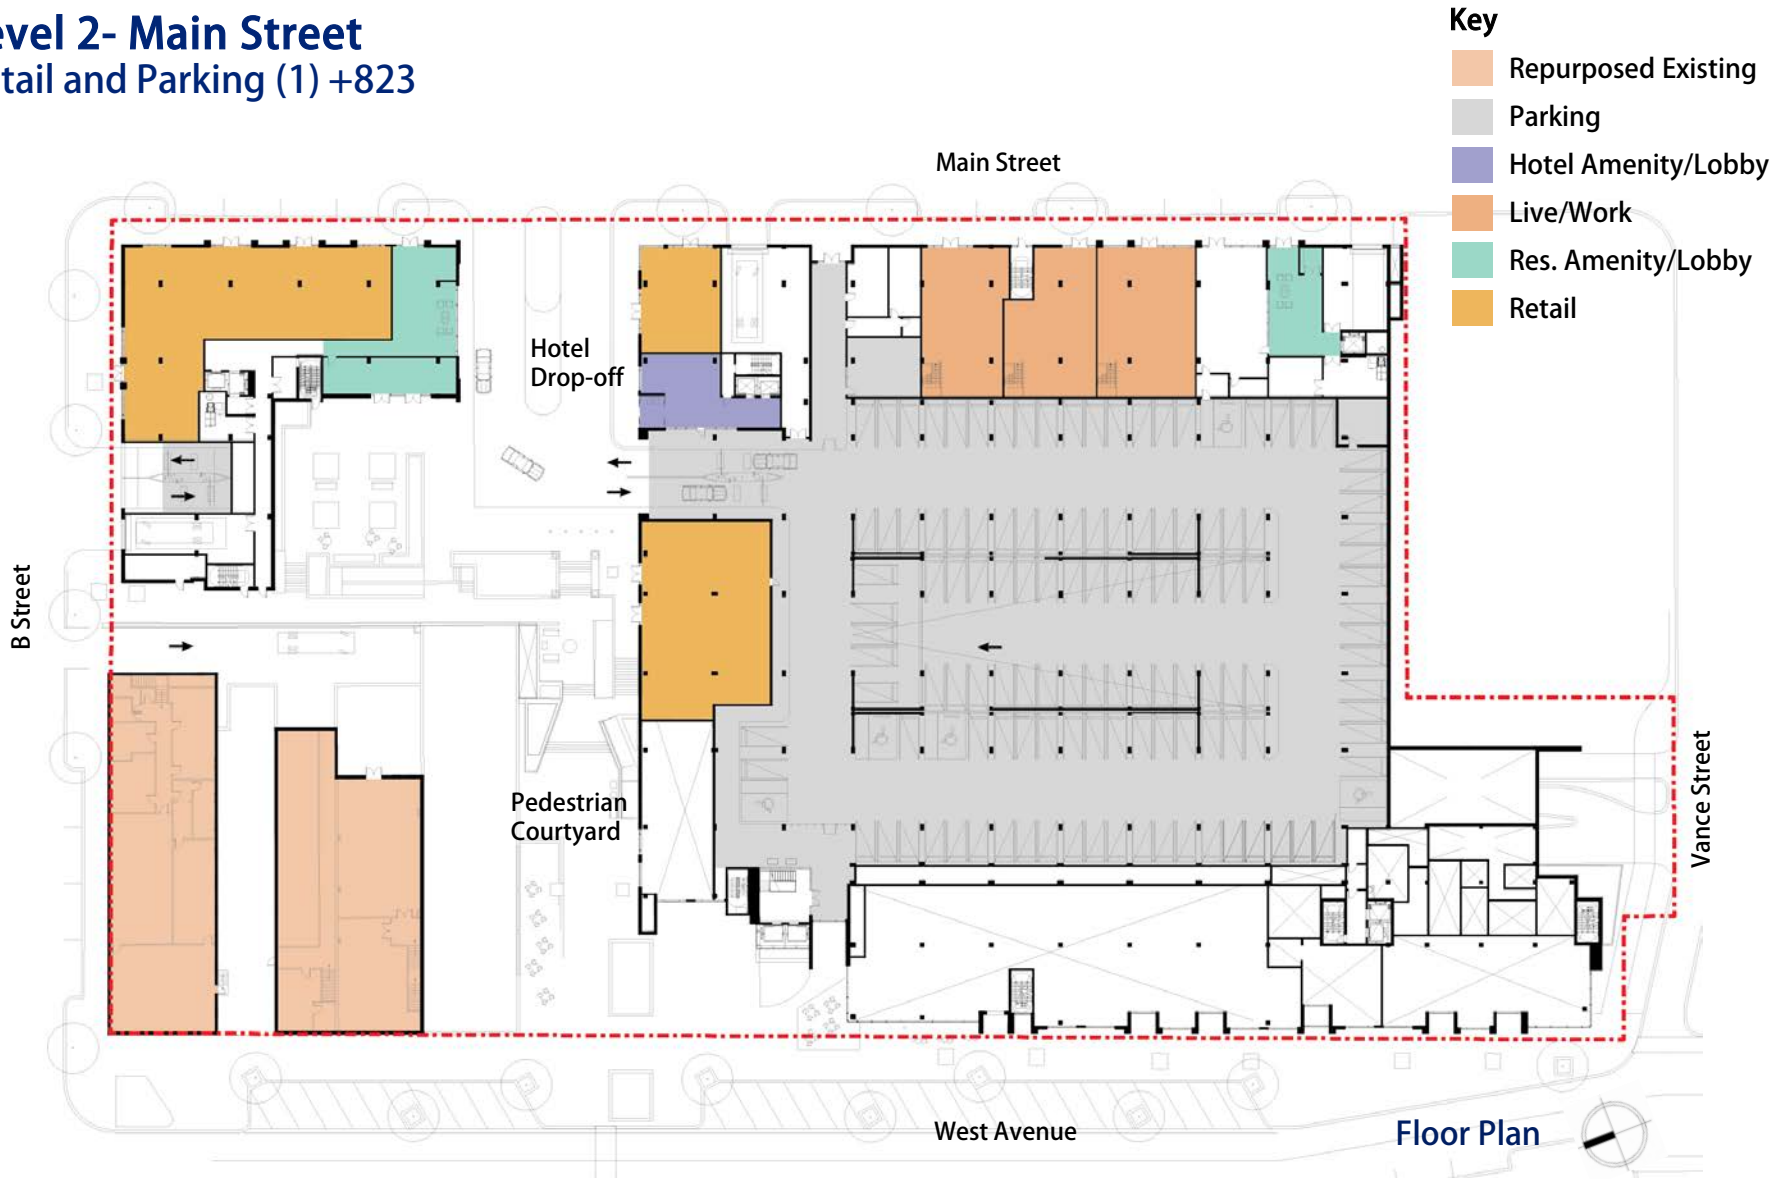 evel 2- Main Street
tail and Parking (1) +823
Key
Repurposed Existing
Parking
Hotel Amenity/Lobby
Live/Work
Res. Amenity/Lobby
Retail
Main Street
Hotel
Drop-off
B Street
Pedestrian
Courtyard
Vance Street
West Avenue
Floor Plan